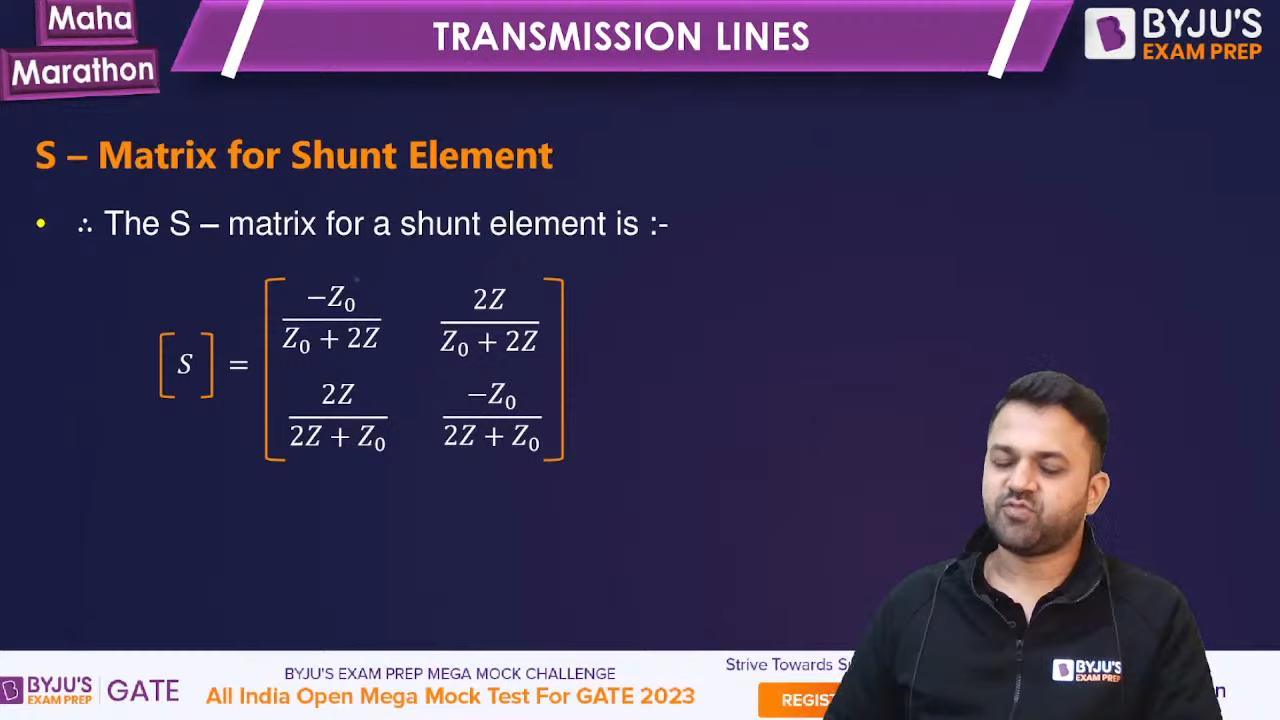 Maha
Marathon
TRANSMISSION LINES
BYJU'S
EXAM PREP
S – Matrix for Shunt Element
• ∴ The S – matrix for a shunt element is :-
[S] = [ −Z₀/(Z₀ + 2Z) 2Z/(Z₀ + 2Z)
2Z/(2Z + Z₀) −Z₀/(2Z + Z₀) ]
BYJU'S
EXAM PREP
BYJU'S
EXAM PREP
GATE
BYJU'S EXAM PREP MEGA MOCK CHALLENGE
All India Open Mega Mock Test For GATE 2023
Strive Towards
REGIST